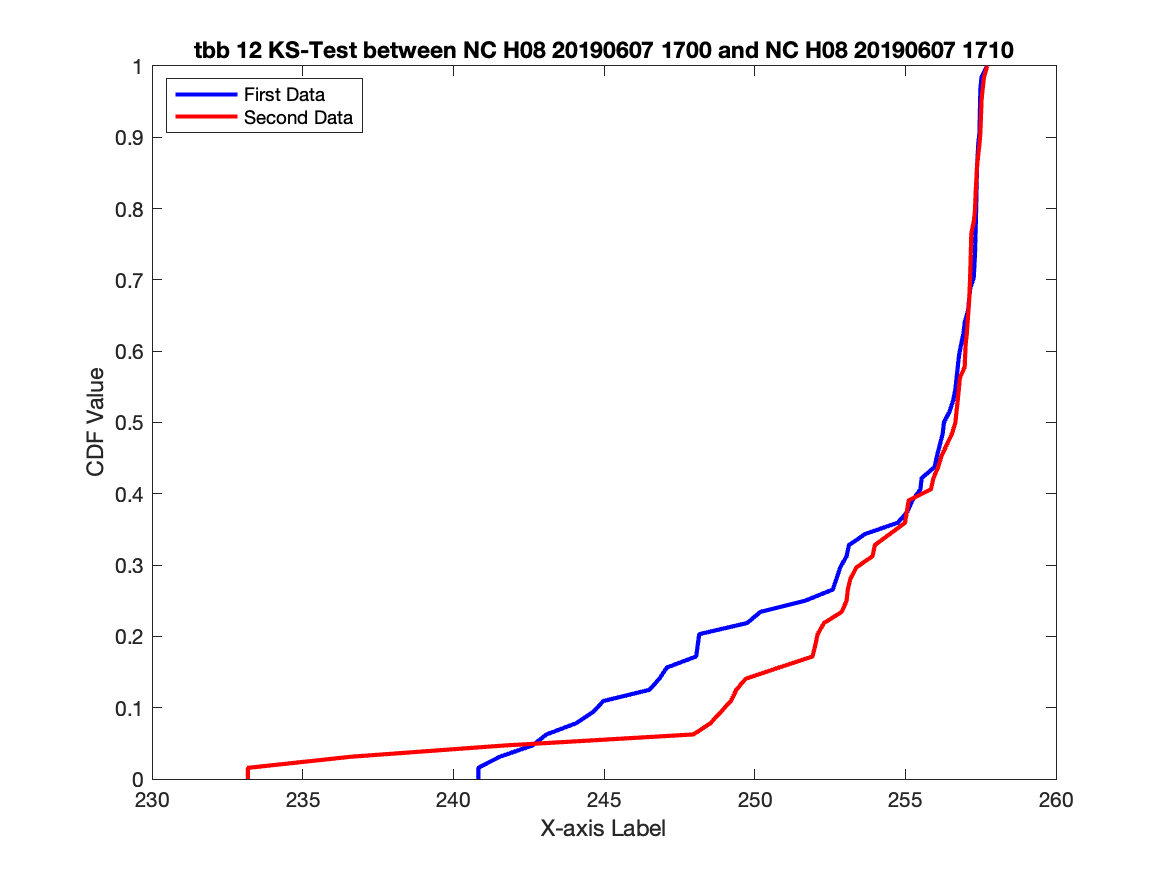 tbb 12 KS-Test between NC H08 20190607 1700 and NC H08 20190607 1710
First Data
Second Data
1
0.9
0.8
0.7
0.6
0.5
0.4
0.3
0.2
0.1
0
CDF Value
230 235 240 245 250 255 260
X-axis Label